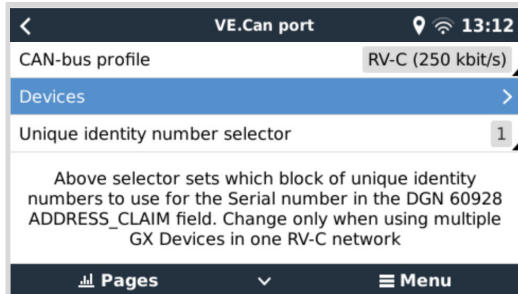 VE.Can port 13:12
CAN-bus profile RV-C (250 kbit/s)
Devices
Unique identity number selector 1
Above selector sets which block of unique identity
numbers to use for the Serial number in the DGN 60928
ADDRESS_CLAIM field. Change only when using multiple
GX Devices in one RV-C network
Pages Menu